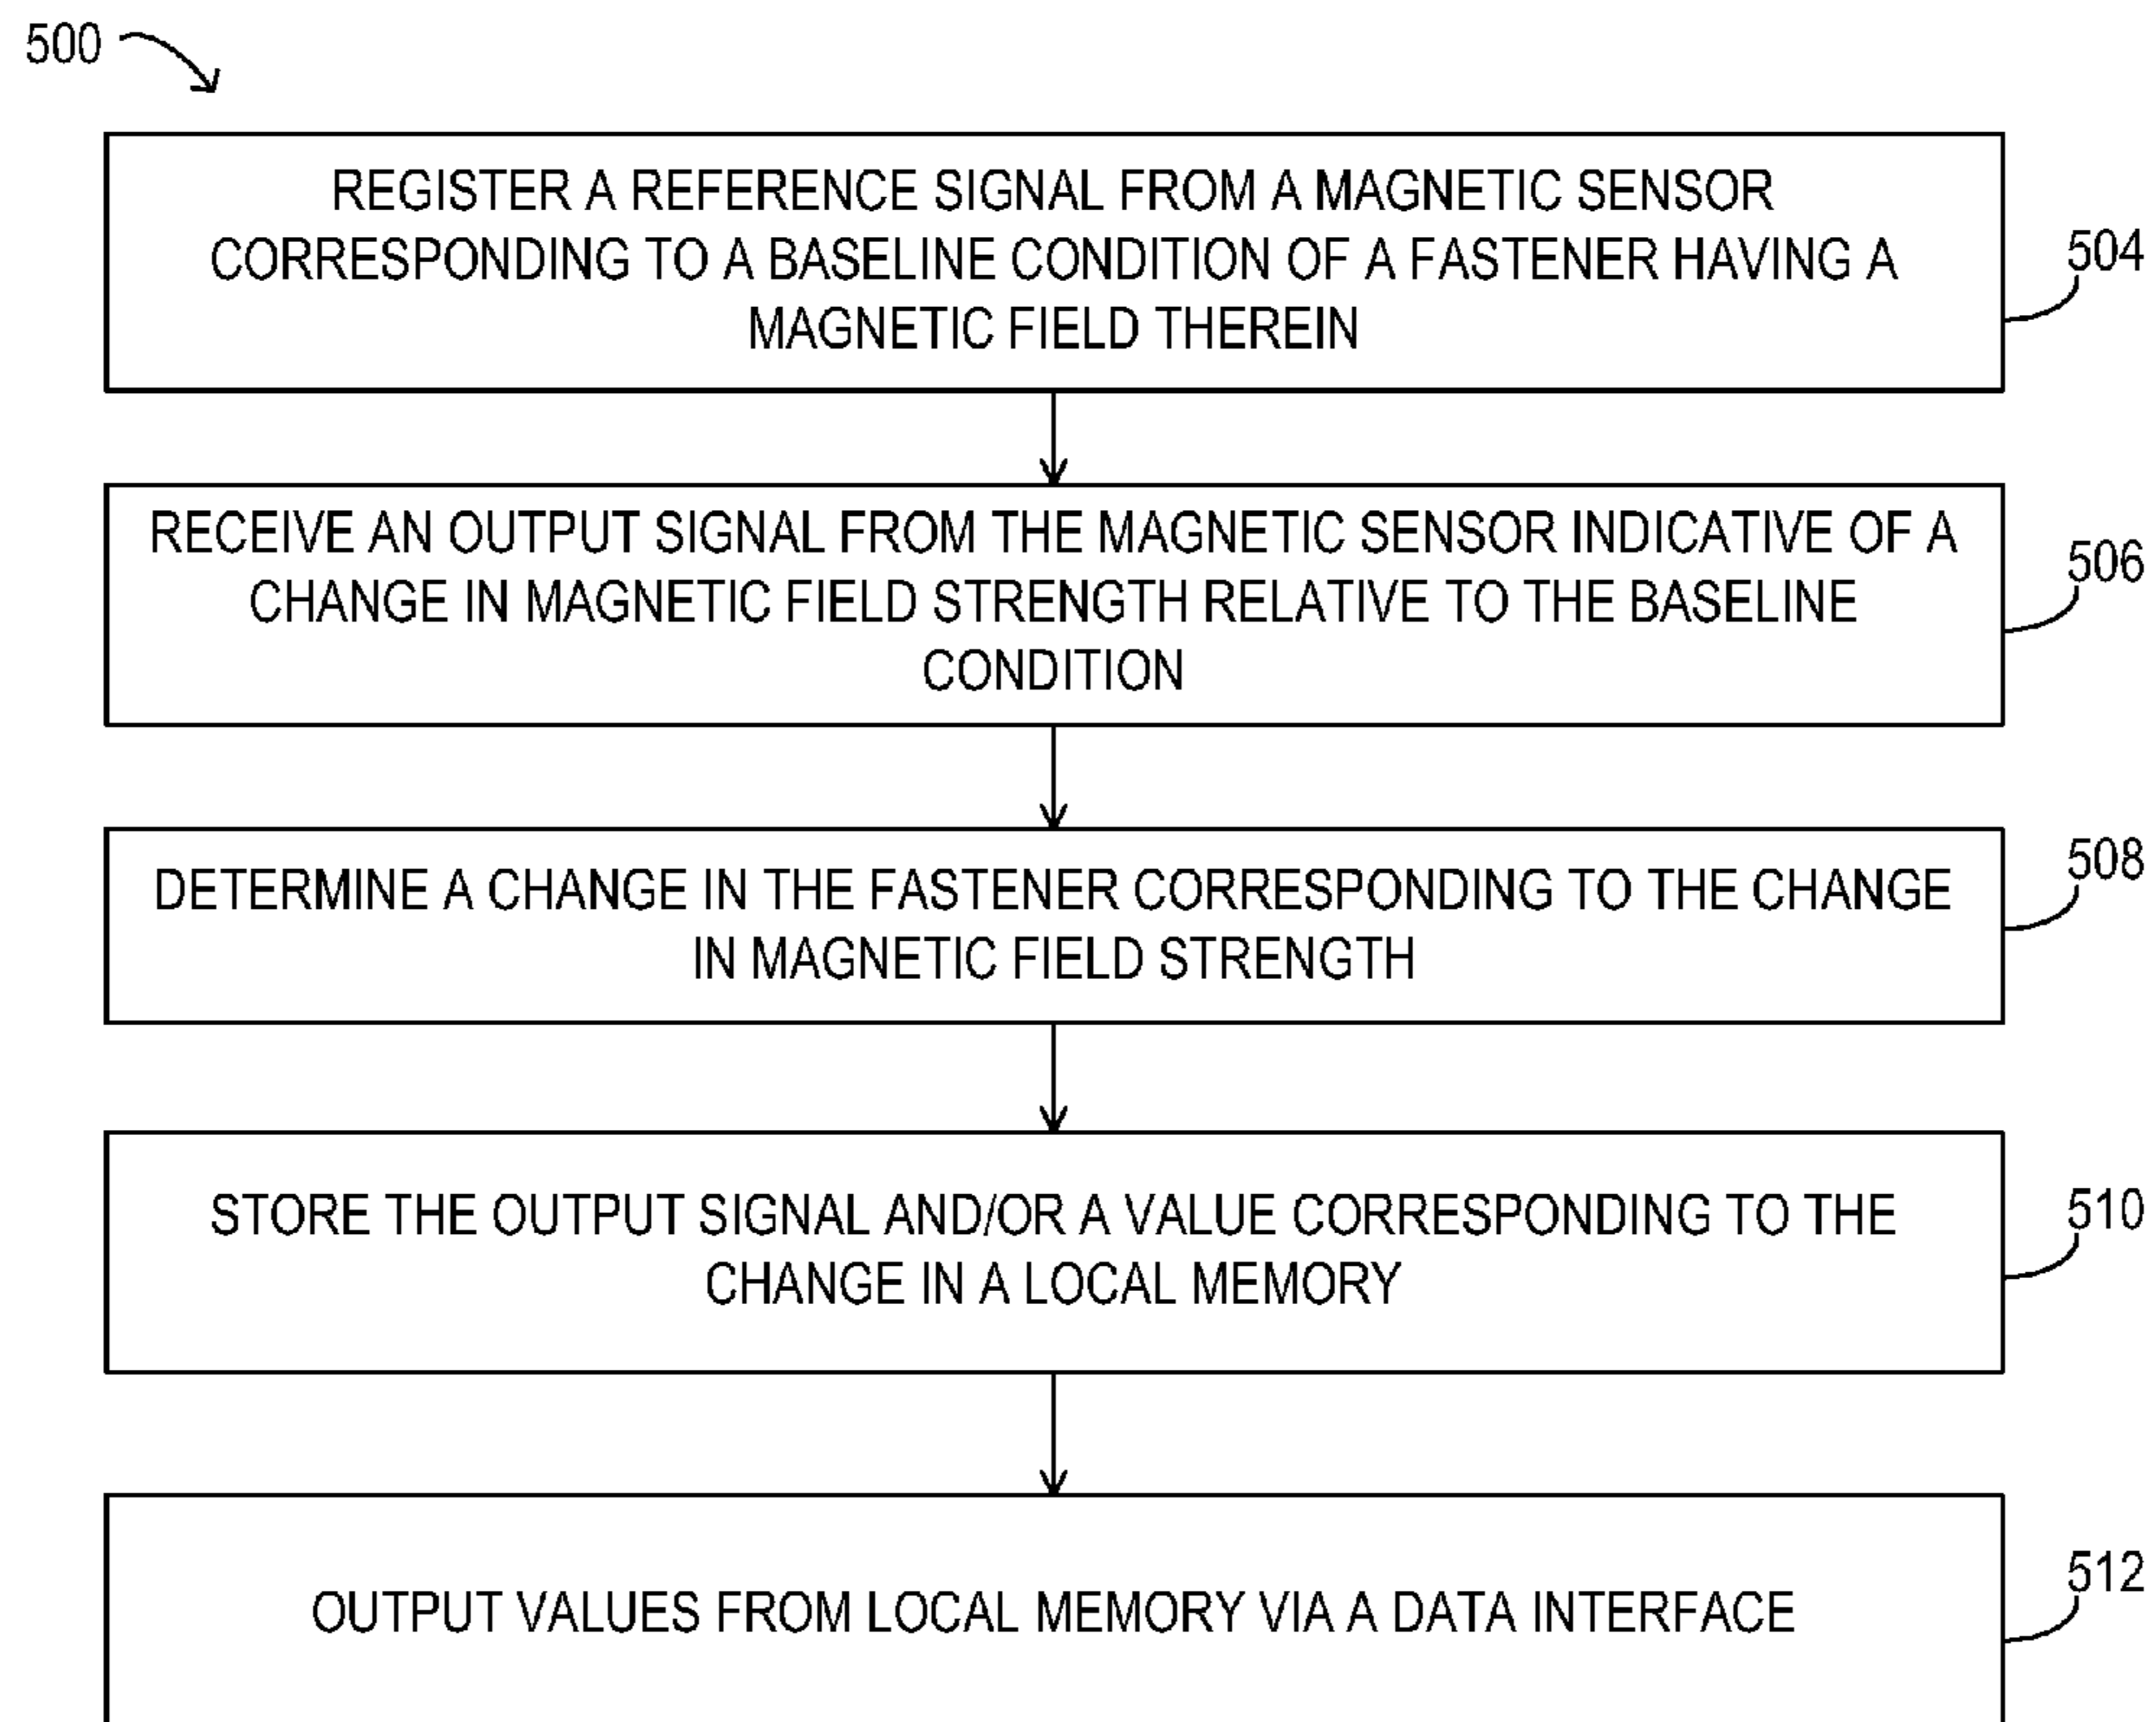 500
REGISTER A REFERENCE SIGNAL FROM A MAGNETIC SENSOR
CORRESPONDING TO A BASELINE CONDITION OF A FASTENER HAVING A
MAGNETIC FIELD THEREIN
504
RECEIVE AN OUTPUT SIGNAL FROM THE MAGNETIC SENSOR INDICATIVE OF A
CHANGE IN MAGNETIC FIELD STRENGTH RELATIVE TO THE BASELINE
CONDITION
506
DETERMINE A CHANGE IN THE FASTENER CORRESPONDING TO THE CHANGE
IN MAGNETIC FIELD STRENGTH
508
STORE THE OUTPUT SIGNAL AND/OR A VALUE CORRESPONDING TO THE
CHANGE IN A LOCAL MEMORY
510
OUTPUT VALUES FROM LOCAL MEMORY VIA A DATA INTERFACE
512